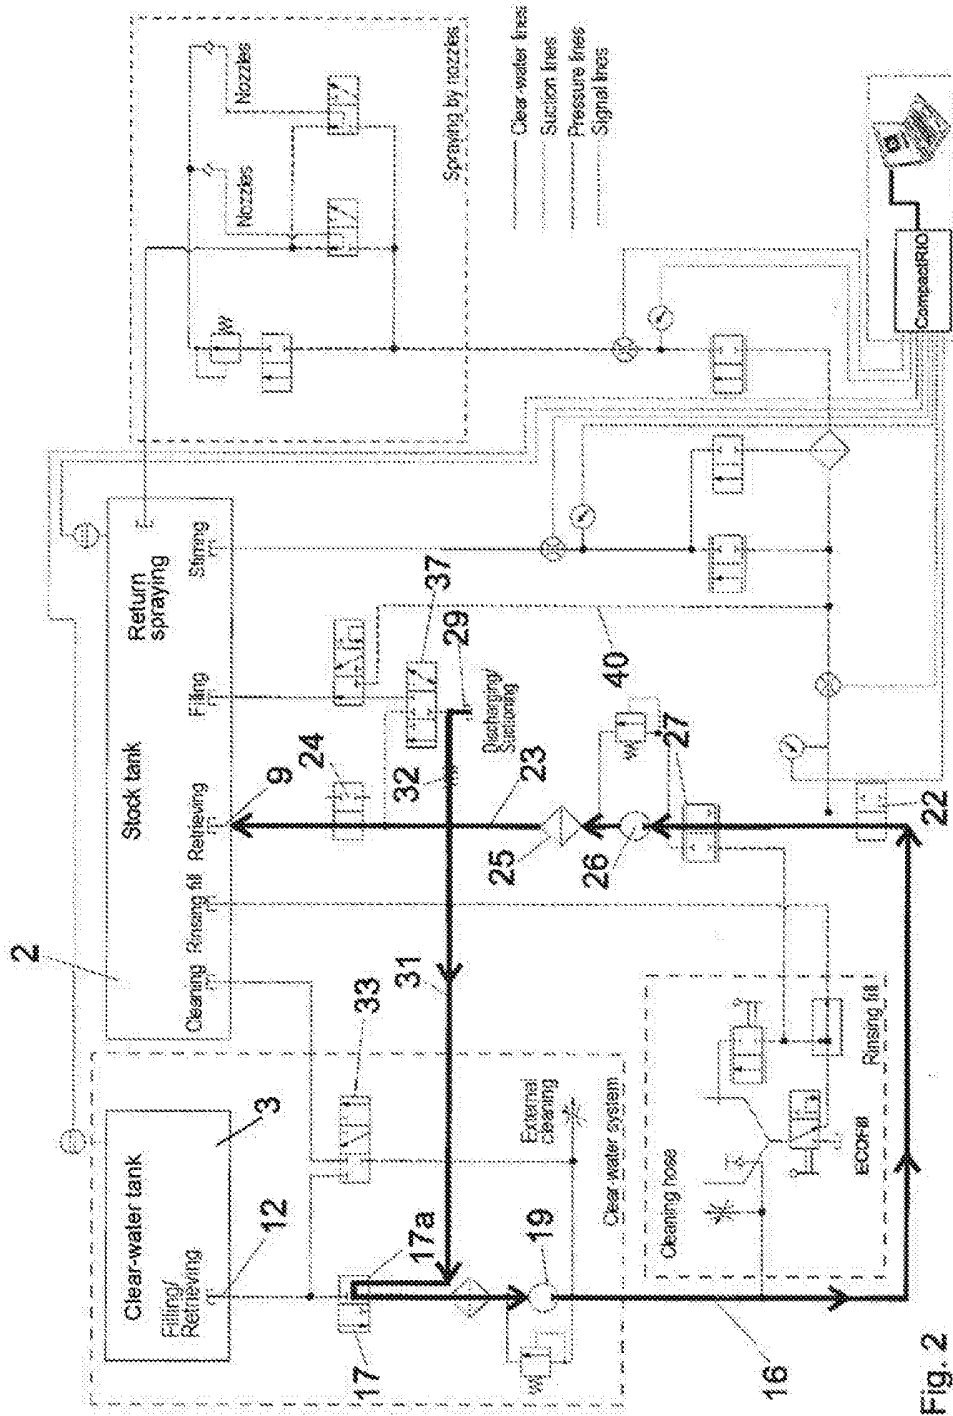 Clear-water tank
Filling/
Retrieving
3
12
Stock tank
2
Cleaning
Rinsing fill
Retrieving
Filling
Stirring
Return
spraying
9
24
37
29
Discharging/
Suctioning
32
23
25
26
27
40
22
33
31
17
17a
19
External
cleaning
Clear water system
16
Cleaning hose
ECOFill
Rinsing fill
Nozzles
Nozzles
Spraying by nozzles
Clear-water lines
Suction lines
Pressure lines
Signal lines
CompactRIO
Fig. 2